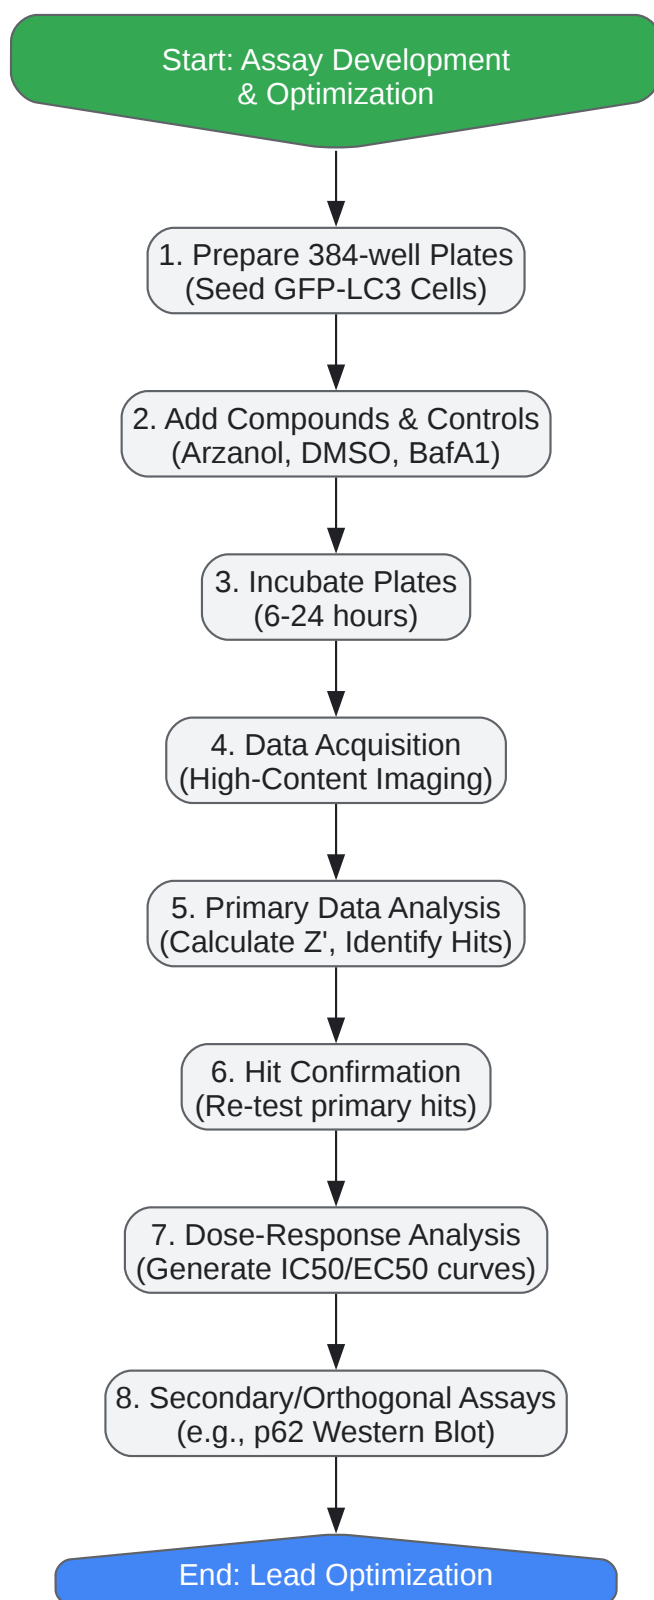 Start: Assay Development
& Optimization
1. Prepare 384-well Plates
(Seed GFP-LC3 Cells)
2. Add Compounds & Controls
(Arzanol, DMSO, BafA1)
3. Incubate Plates
(6-24 hours)
4. Data Acquisition
(High-Content Imaging)
5. Primary Data Analysis
(Calculate Z', Identify Hits)
6. Hit Confirmation
(Re-test primary hits)
7. Dose-Response Analysis
(Generate IC50/EC50 curves)
8. Secondary/Orthogonal Assays
(e.g., p62 Western Blot)
End: Lead Optimization